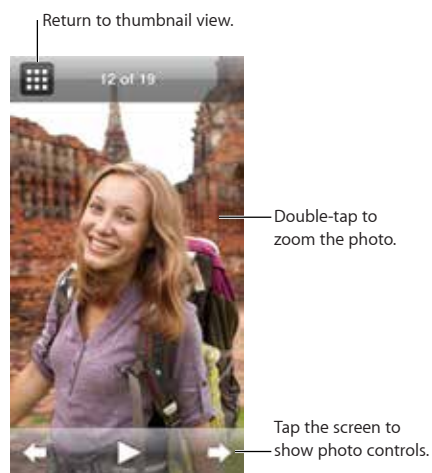 Return to thumbnail view.
12 of 19
Double-tap to
zoom the photo.
Tap the screen to
show photo controls.